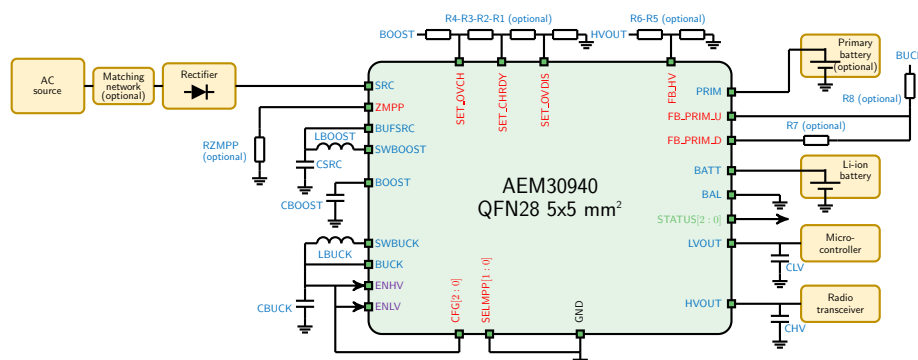 R4-R3-R2-R1 (optional)
R6-R5 (optional)
BOOST
HVOUT
Primary
battery
(optional)
BUCK
AC
source
Matching
network
(optional)
Rectifier
SRC
ZMPP
BUFSRC
SWBOOST
BOOST
SWBUCK
BUCK
ENHV
ENLV
RZMPP
(optional)
LBOOST
CSRC
CBOOST
LBUCK
CBUCK
SET_OVCH
SET_CHRDY
SET_OVDIS
FB_HV
AEM30940
QFN28 5x5 mm²
CFG[2:0]
SELMPP[1:0]
GND
PRIM
FB_PRIM_U
FB_PRIM_D
BATT
BAL
STATUS[2:0]
LVOUT
HVOUT
R8 (optional)
R7 (optional)
Li-ion
battery
Micro-
controller
CLV
Radio
transceiver
CHV